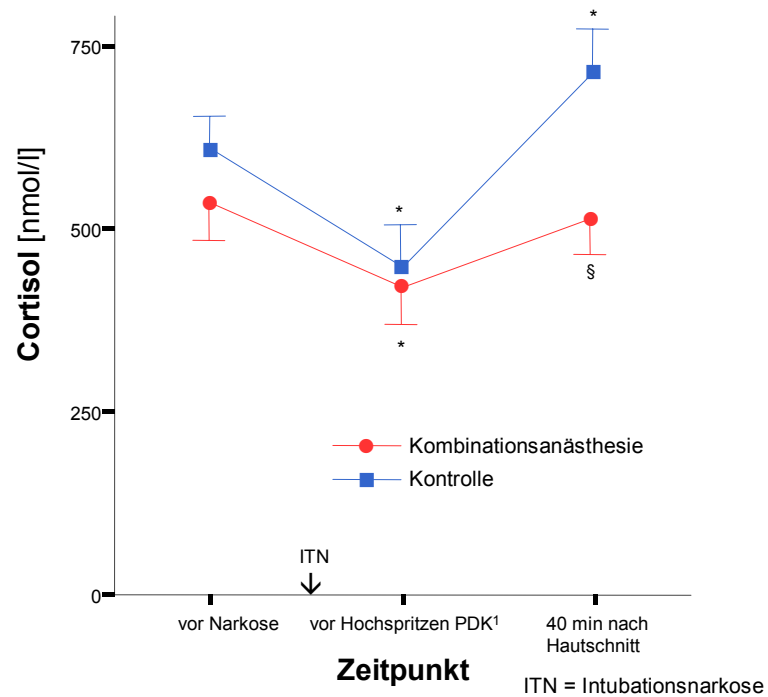 *
750
*
500
§
*
Cortisol [nmol/l]
250
Kombinationsanästhesie
Kontrolle
ITN
0
vor Narkose
vor Hochspritzen PDK¹
40 min nach
Hautschnitt
Zeitpunkt
ITN = Intubationsnarkose